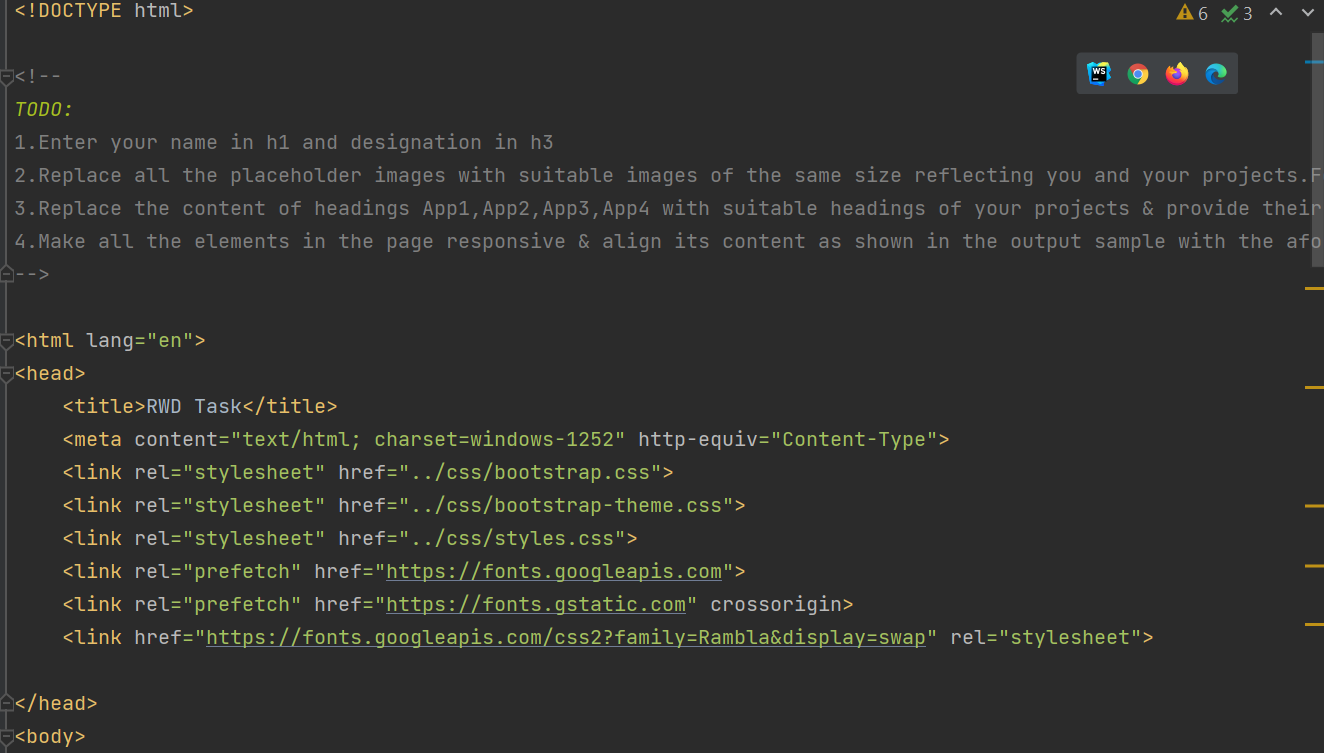 <!DOCTYPE html>
6 3
<!--
WS
TODO:
1.Enter your name in h1 and designation in h3
2.Replace all the placeholder images with suitable images of the same size reflecting you and your projects.F
3.Replace the content of headings App1,App2,App3,App4 with suitable headings of your projects & provide their
4.Make all the elements in the page responsive & align its content as shown in the output sample with the afo
-->
<html lang="en">
<head>
<title>RWD Task</title>
<meta content="text/html; charset=windows-1252" http-equiv="Content-Type">
<link rel="stylesheet" href="../css/bootstrap.css">
<link rel="stylesheet" href="../css/bootstrap-theme.css">
<link rel="stylesheet" href="../css/styles.css">
<link rel="prefetch" href="https://fonts.googleapis.com">
<link rel="prefetch" href="https://fonts.gstatic.com" crossorigin>
<link href="https://fonts.googleapis.com/css2?family=Rambla&display=swap" rel="stylesheet">
</head>
<body>